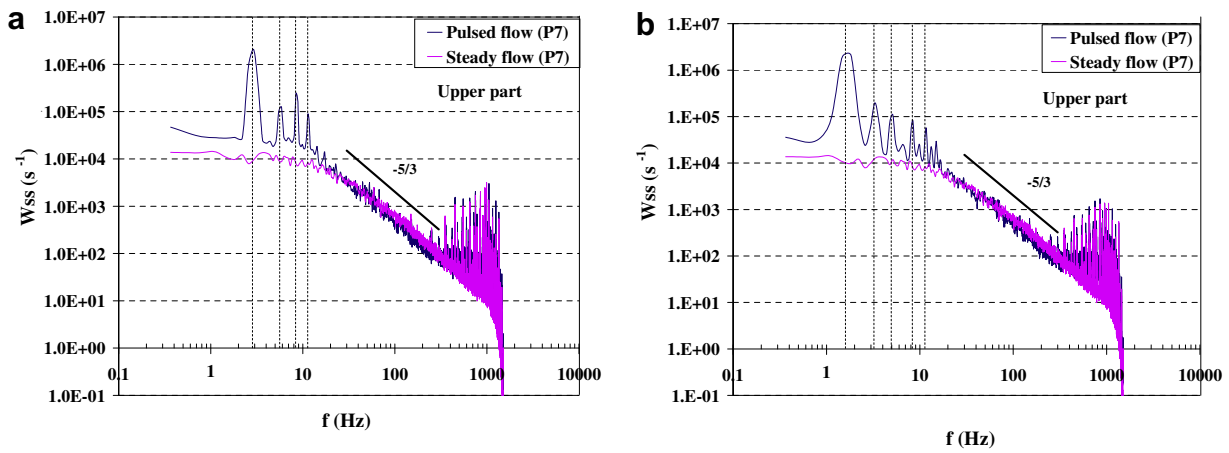 a
1.0E+07
1.0E+06
1.0E+05
1.0E+04
1.0E+03
1.0E+02
1.0E+01
1.0E+00
1.0E-01
Wss (s⁻¹)
Pulsed flow (P7)
Steady flow (P7)
Upper part
-5/3
0.1 1 10 100 1000 10000
f (Hz)
b
1.E+07
1.E+06
1.E+05
1.E+04
1.E+03
1.E+02
1.E+01
1.E+00
1.E-01
Wss (s⁻¹)
Pulsed flow (P7)
Steady flow (P7)
Upper part
-5/3
0.1 1 10 100 1000 10000
f (Hz)